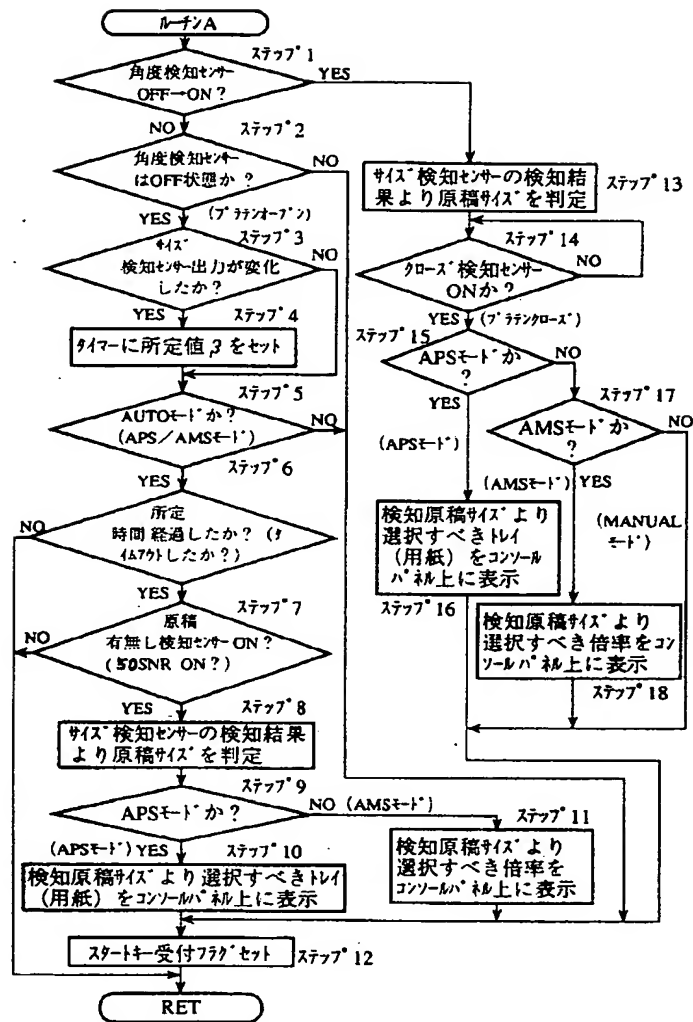 ルーチンA
ステップ1
角度検知センサー
OFF→ON？
YES
NO
ステップ2
角度検知センサー
はOFF状態か？
NO
YES
(プラテンオープン)
ステップ3
サイズ
検知センサー出力が変化
したか？
NO
YES
ステップ4
タイマーに所定値βをセット
ステップ5
AUTOモードか？
(APS／AMSモード)
NO
YES
ステップ6
所定
時間経過したか？(タ
イムアウトしたか？)
NO
YES
ステップ7
原稿
有無し検知センサーON？
SNR ON？)
NO
YES
ステップ8
サイズ検知センサーの検知結果
より原稿サイズを判定
ステップ9
APSモードか？
NO (AMSモード)
(APSモード) YES
ステップ10
検知原稿サイズより選択すべきトレイ
(用紙)をコンソールパネル上に表示
ステップ11
検知原稿サイズより
選択すべき倍率を
コンソールパネル上に表示
スタートキー受付フラグセット
ステップ12
RET
サイズ検知センサーの検知結
果より原稿サイズを判定
ステップ13
ステップ14
クローズ検知センサー
ONか？
NO
YES
(プラテンクローズ)
ステップ15
APSモードか
？
NO
YES
(APSモード)
検知原稿サイズより
選択すべきトレイ
(用紙)をコンソール
パネル上に表示
ステップ16
ステップ17
AMSモードか
？
NO
(AMSモード)
YES
(MANUAL
モード)
検知原稿サイズより
選択すべき倍率をコン
ソールパネル上に表示
ステップ18